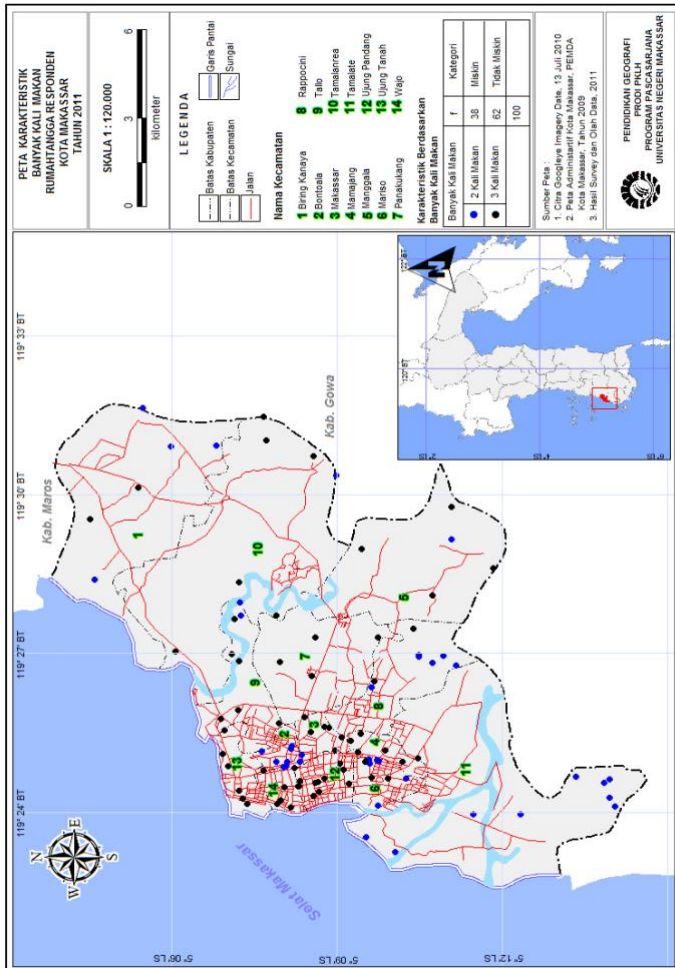 PETA KARAKTERISTIK
BANYAK KALI MAKAN
RUMAHTANGGA RESPONDEN
KOTA MAKASSAR
TAHUN 2011
SKALA 1 : 120.000
0 3 6
kilometer
L E G E N D A
Batas Kabupaten
Batas Kecamatan
Jalan
Garis Pantai
Sungai
Nama Kecamatan
1 Biring Kanaya
2 Bontoala
3 Makassar
4 Mamajang
5 Manggala
6 Mariso
7 Panakukang
8 Rappocini
9 Tallo
10 Tamalanrea
11 Tamalate
12 Ujung Pandang
13 Ujung Tanah
14 Wajo
Karakteristik Berdasarkan
Banyak Kali Makan
Banyak Kali Makan f Kategori
2 Kali Makan 38 Miskin
3 Kali Makan 62 Tidak Miskin
100
Sumber Peta :
1. Citra Googleye Imagery Date, 13 Juli 2010
2. Peta Administartif Kota Makassar, PEMDA
Kota Makassar, Tahun 2009
3. Hasil Survey dan Olah Data, 2011
PENDIDIKAN GEOGRAFI
PRODI PKLH
PROGRAM PASCASARJANA
UNIVERSITAS NEGERI MAKASSAR
119° 24' BT
119° 27' BT
119° 30' BT
119° 33' BT
5° 06' LS
5° 09' LS
5° 12' LS
N
E
S
W
Selat Makassar
Kab. Maros
Kab. Gowa
1
10
9
7
5
13
2
3
14
12
8
4
6
11
N
120° BT
122° BT